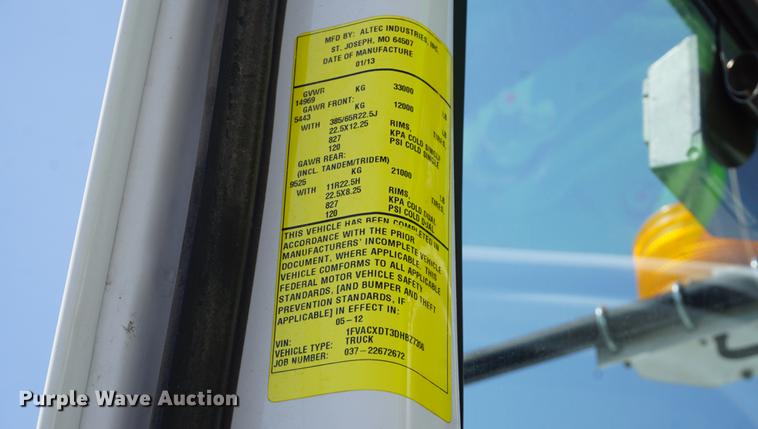 MFD BY: ALTEC INDUSTRIES, INC.
ST. JOSEPH, MO 64507
DATE OF MANUFACTURE
01/13
GVWR
14969 KG 33000 LB
GAWR FRONT:
5443 KG 12000 LB
WITH 385/65R22.5J TIRES,
22.5X12.25 RIMS,
827 KPA COLD SINGLE
120 PSI COLD SINGLE
GAWR REAR:
(INCL. TANDEM/TRIDEM)
9525 KG 21000 LB
WITH 11R22.5H TIRES,
22.5X8.25 RIMS,
827 KPA COLD DUAL
120 PSI COLD DUAL
THIS VEHICLE HAS BEEN COMPLETED IN
ACCORDANCE WITH THE PRIOR
MANUFACTURERS' INCOMPLETE VEHICLE
DOCUMENT, WHERE APPLICABLE. THIS
VEHICLE CONFORMS TO ALL APPLICABLE
FEDERAL MOTOR VEHICLE SAFETY
STANDARDS, [AND BUMPER AND THEFT
PREVENTION STANDARDS, IF
APPLICABLE] IN EFFECT IN:
05-12
VIN:
VEHICLE TYPE: TRUCK
JOB NUMBER: 037-22672672
Purple Wave Auction